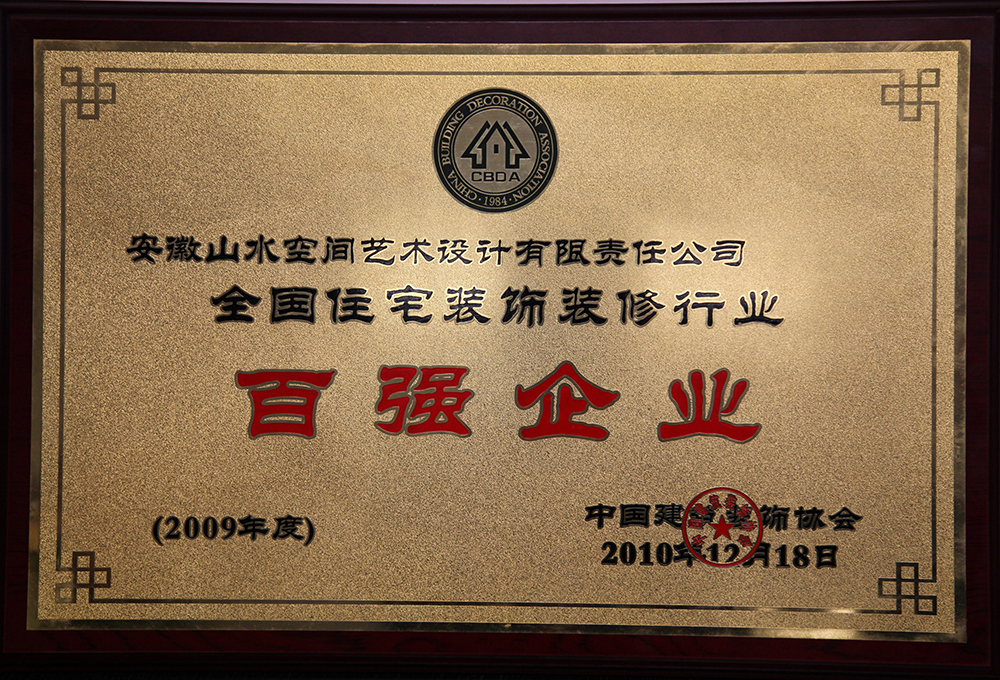 CHINA BUILDING DECORATION ASSOCIATION
CBDA
·1984·
安徽山水空间艺术设计有限责任公司
全国住宅装饰装修行业
百强企业
(2009年度)
中国建筑装饰协会
2010年12月18日